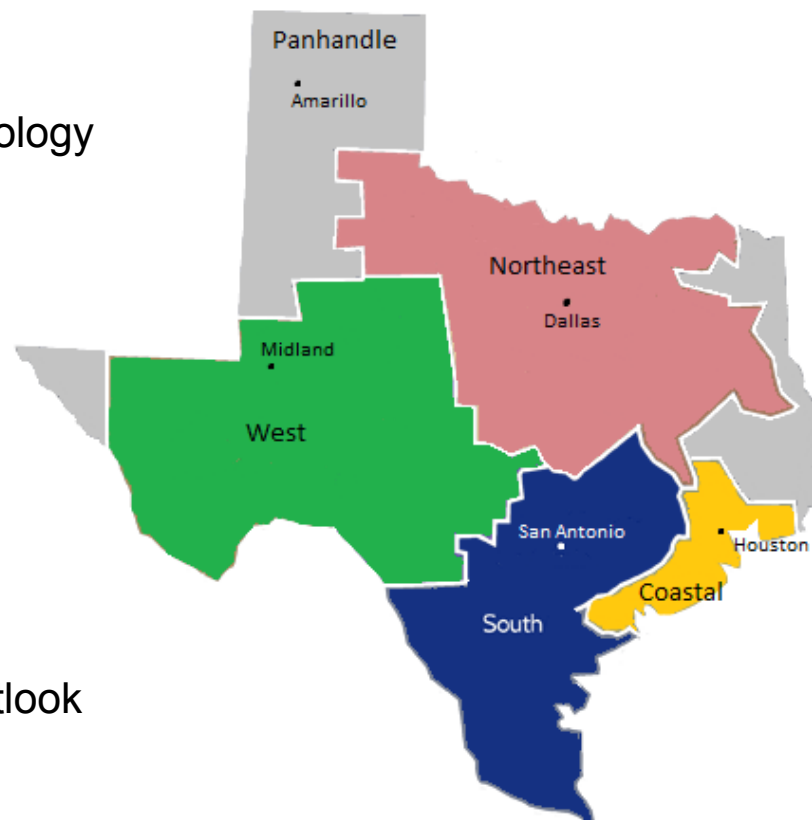 Panhandle
Amarillo
ology
Northeast
Dallas
Midland
West
San Antonio
Houston
Coastal
South
tlook